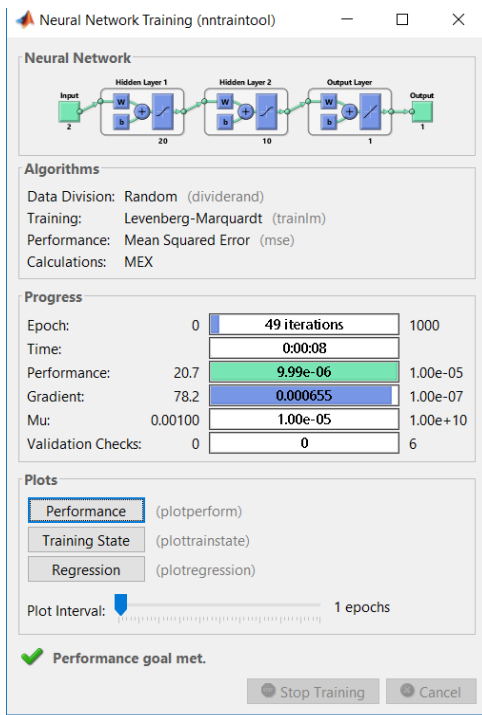 Neural Network Training (nntraintool)
Neural Network
Hidden Layer 1 Hidden Layer 2 Output Layer
Input Output
W W W
b b b
2 20 10 1 1
Algorithms
Data Division: Random (dividerand)
Training: Levenberg-Marquardt (trainlm)
Performance: Mean Squared Error (mse)
Calculations: MEX
Progress
Epoch: 0 49 iterations 1000
Time: 0:00:08
Performance: 20.7 9.99e-06 1.00e-05
Gradient: 78.2 0.000655 1.00e-07
Mu: 0.00100 1.00e-05 1.00e+10
Validation Checks: 0 0 6
Plots
Performance (plotperform)
Training State (plottrainstate)
Regression (plotregression)
Plot Interval: 1 epochs
Performance goal met.
Stop Training Cancel